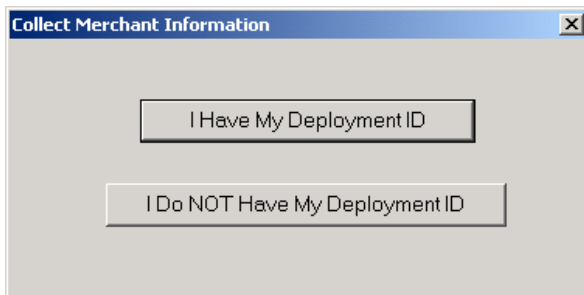 Collect Merchant Information
I Have My Deployment ID
I Do NOT Have My Deployment ID